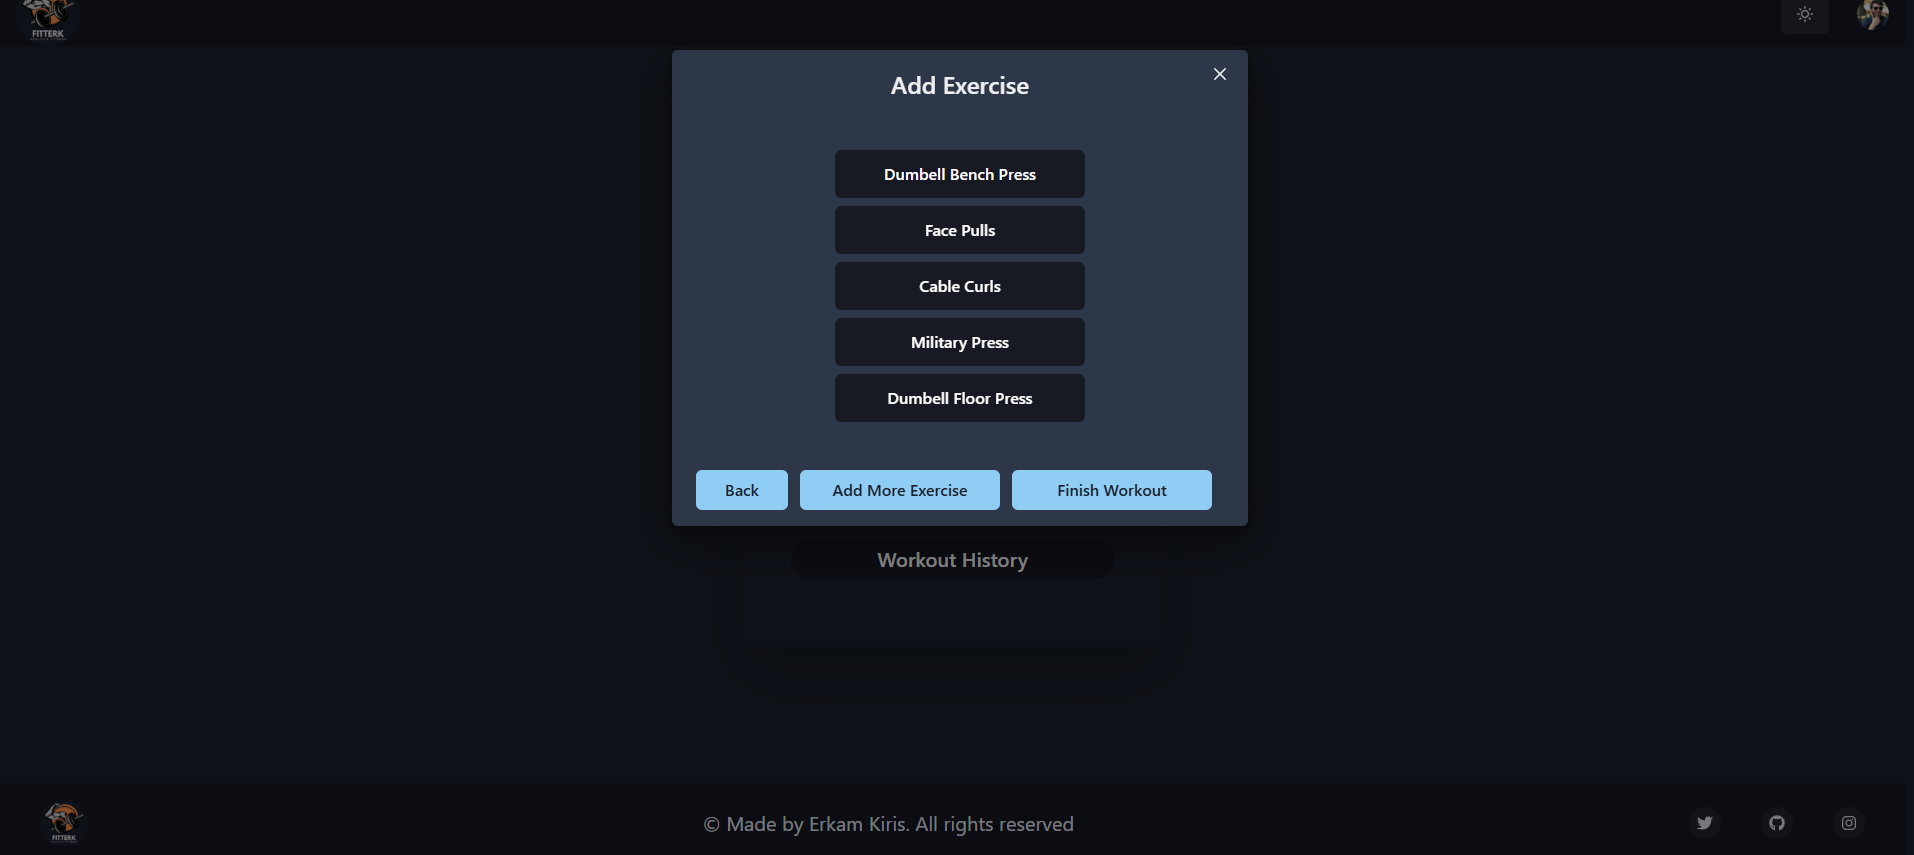 FITTERK
Add Exercise
Dumbell Bench Press
Face Pulls
Cable Curls
Military Press
Dumbell Floor Press
Back
Add More Exercise
Finish Workout
Workout History
FITTERK
© Made by Erkam Kiris. All rights reserved